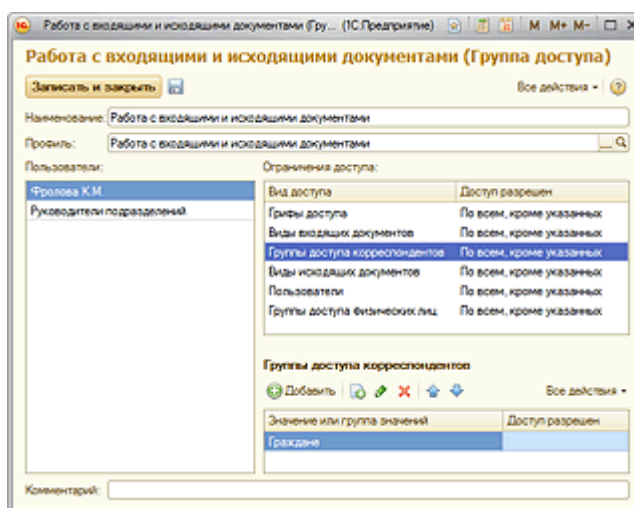 Работа с входящими и исходящими документами (Гру... (1С:Предприятие) M M+ M-
Работа с входящими и исходящими документами (Группа доступа)
Записать и закрыть Все действия
Наименование: Работа с входящими и исходящими документами
Профиль: Работа с входящими и исходящими документами ...
Пользователи: Ограничения доступа:
Фролова К.М. Вид доступа Доступ разрешен
Руководители подразделений Грифы доступа По всем, кроме указанных
Виды входящих документов По всем, кроме указанных
Группы доступа корреспондентов По всем, кроме указанных
Виды исходящих документов По всем, кроме указанных
Пользователи По всем, кроме указанных
Группы доступа физических лиц По всем, кроме указанных
Группы доступа корреспондентов
Добавить Все действия
Значение или группа значений Доступ разрешен
Граждане
Комментарий: